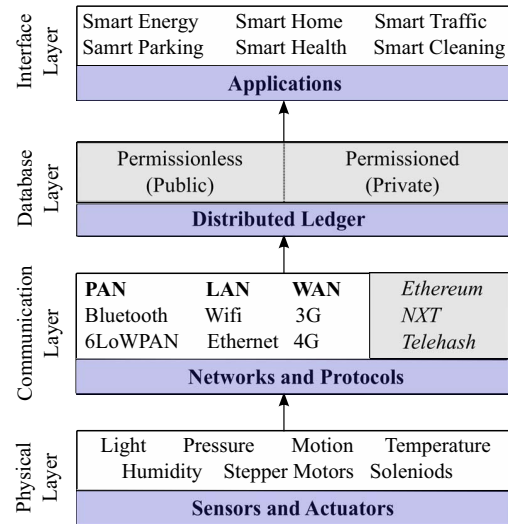 Interface
Layer
Smart Energy Smart Home Smart Traffic
Samrt Parking Smart Health Smart Cleaning
Applications
Database
Layer
Permissionless
(Public)
Permissioned
(Private)
Distributed Ledger
Communication
Layer
PAN LAN WAN Ethereum
Bluetooth Wifi 3G NXT
6LoWPAN Ethernet 4G Telehash
Networks and Protocols
Physical
Layer
Light Pressure Motion Temperature
Humidity Stepper Motors Soleniods
Sensors and Actuators